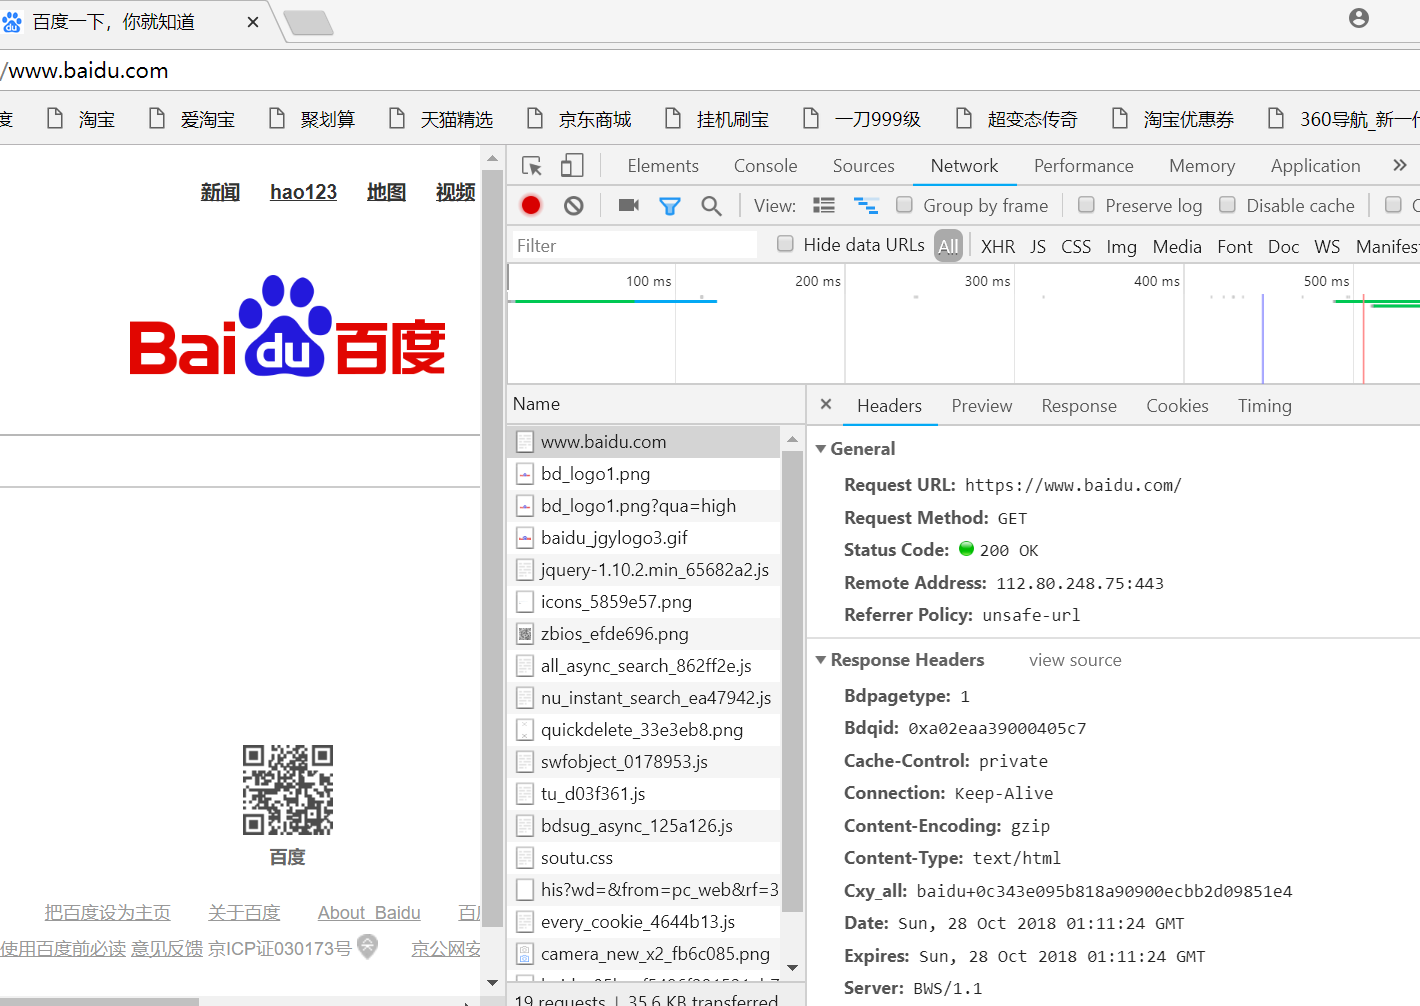 百度一下，你就知道
/www.baidu.com
度 淘宝 爱淘宝 聚划算 天猫精选 京东商城 挂机刷宝 一刀999级 超变态传奇 淘宝优惠券 360导航_新一代
新闻 hao123 地图 视频
Bai du 百度
百度
把百度设为主页 关于百度 About Baidu 百度
使用百度前必读 意见反馈 京ICP证030173号 京公网安
Elements Console Sources Network Performance Memory Application »
View: Group by frame Preserve log Disable cache
Filter Hide data URLs All XHR JS CSS Img Media Font Doc WS Manifest
100 ms 200 ms 300 ms 400 ms 500 ms
Name
www.baidu.com
bd_logo1.png
bd_logo1.png?qua=high
baidu_jgylogo3.gif
jquery-1.10.2.min_65682a2.js
icons_5859e57.png
zbios_efde696.png
all_async_search_862ff2e.js
nu_instant_search_ea47942.js
quickdelete_33e3eb8.png
swfobject_0178953.js
tu_d03f361.js
bdsug_async_125a126.js
soutu.css
his?wd=&from=pc_web&rf=3
every_cookie_4644b13.js
camera_new_x2_fb6c085.png
19 requests | 35.6 KB transferred
Headers Preview Response Cookies Timing
General
Request URL: https://www.baidu.com/
Request Method: GET
Status Code: 200 OK
Remote Address: 112.80.248.75:443
Referrer Policy: unsafe-url
Response Headers view source
Bdpagetype: 1
Bdqid: 0xa02eaa39000405c7
Cache-Control: private
Connection: Keep-Alive
Content-Encoding: gzip
Content-Type: text/html
Cxy_all: baidu+0c343e095b818a90900ecbb2d09851e4
Date: Sun, 28 Oct 2018 01:11:24 GMT
Expires: Sun, 28 Oct 2018 01:11:24 GMT
Server: BWS/1.1